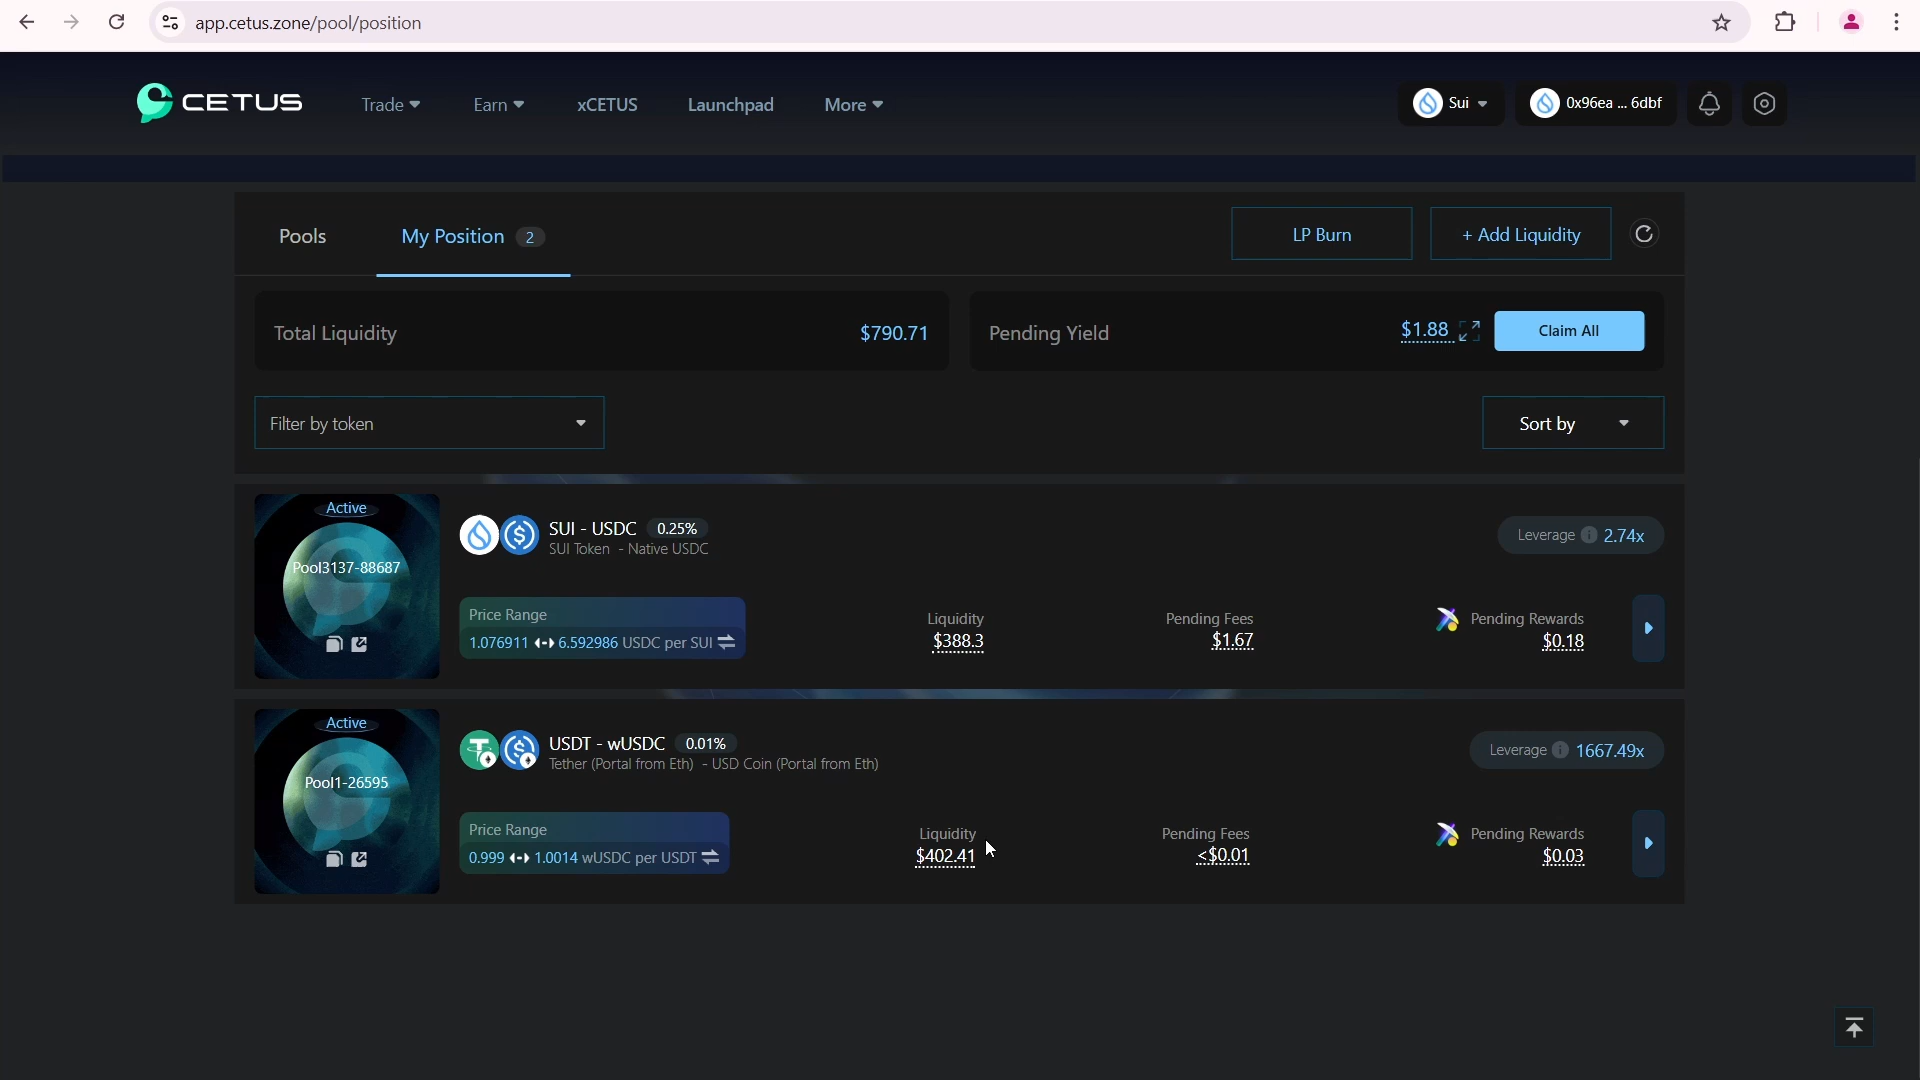 app.cetus.zone/pool/position
CETUS Trade Earn xCETUS Launchpad More Sui 0x96ea ... 6dbf
Pools My Position 2 LP Burn + Add Liquidity
Total Liquidity $790.71 Pending Yield $1.88 Claim All
Filter by token Sort by
Active
Pool3137-88687
SUI - USDC 0.25%
SUI Token - Native USDC
Leverage 2.74x
Price Range Liquidity Pending Fees Pending Rewards
1.076911 6.592986 USDC per SUI $388.3 $1.67 $0.18
Active
Pool1-26595
USDT - wUSDC 0.01%
Tether (Portal from Eth) - USD Coin (Portal from Eth)
Leverage 1667.49x
Price Range Liquidity Pending Fees Pending Rewards
0.999 1.0014 wUSDC per USDT $402.41 <$0.01 $0.03